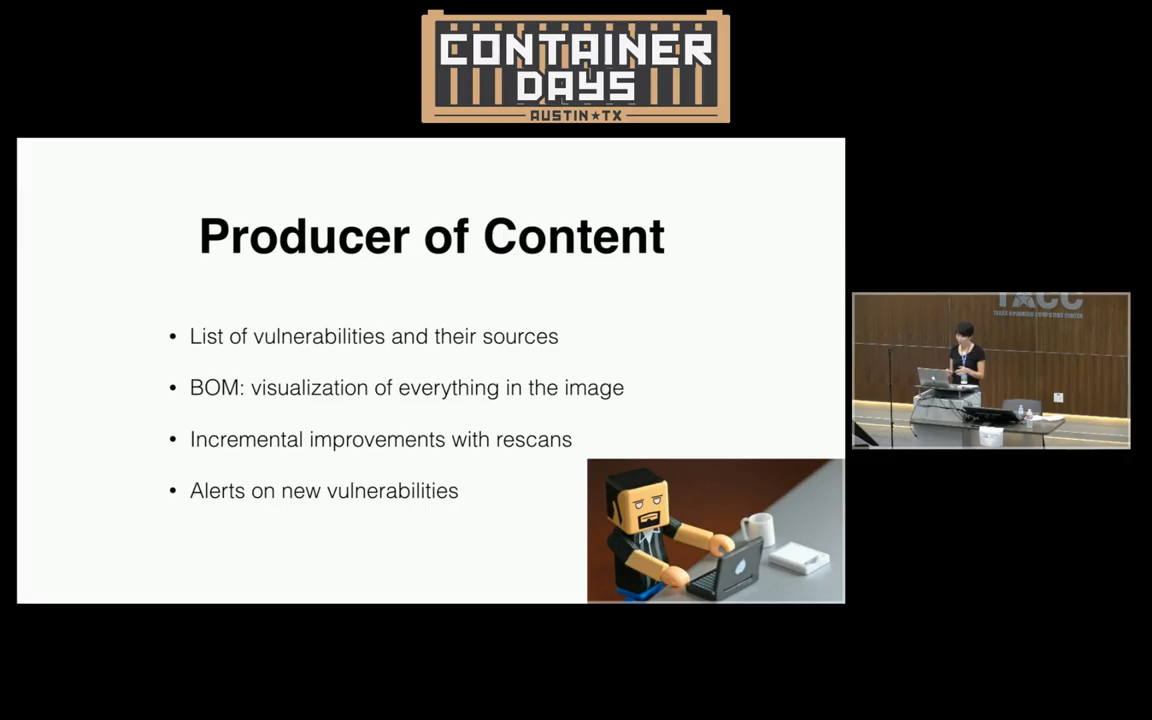 CONTAINER
DAYS
AUSTIN★TX
Producer of Content
• List of vulnerabilities and their sources
• BOM: visualization of everything in the image
• Incremental improvements with rescans
• Alerts on new vulnerabilities
TACC